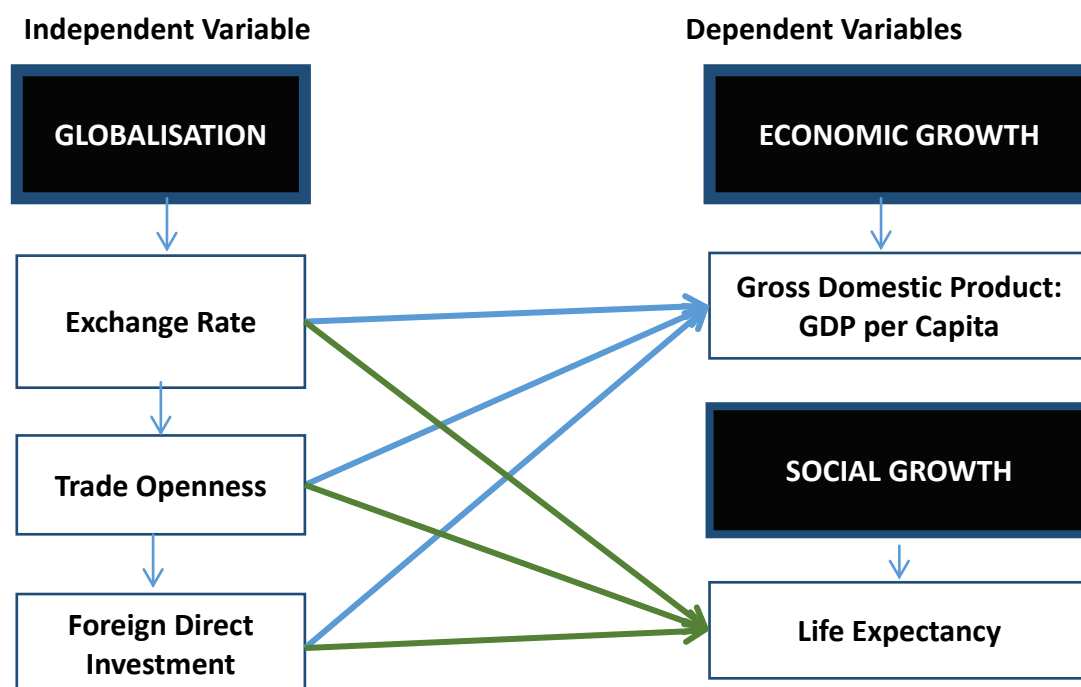 Independent Variable
Dependent Variables
GLOBALISATION
ECONOMIC GROWTH
Exchange Rate
Gross Domestic Product:
GDP per Capita
Trade Openness
SOCIAL GROWTH
Foreign Direct
Investment
Life Expectancy